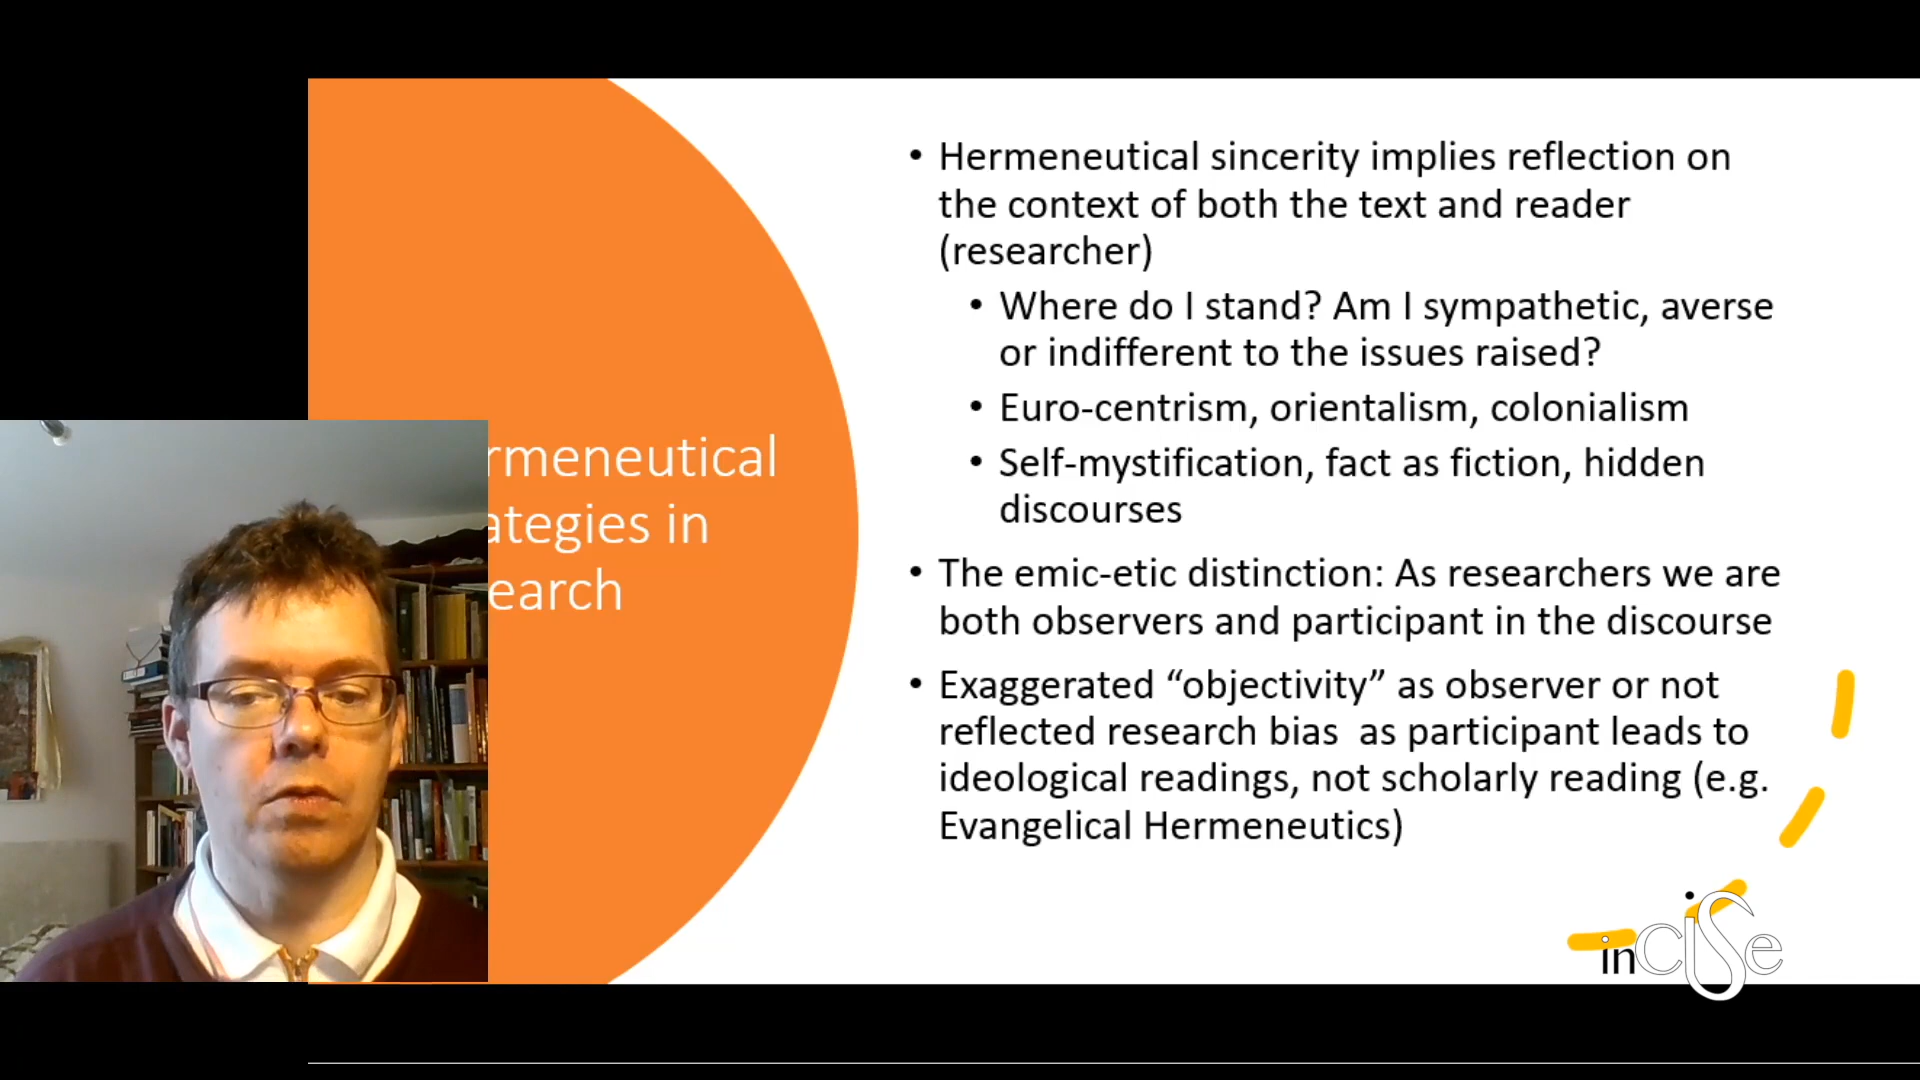 rmeneutical
ategies in
earch
• Hermeneutical sincerity implies reflection on
the context of both the text and reader
(researcher)
• Where do I stand? Am I sympathetic, averse
or indifferent to the issues raised?
• Euro-centrism, orientalism, colonialism
• Self-mystification, fact as fiction, hidden
discourses
• The emic-etic distinction: As researchers we are
both observers and participant in the discourse
• Exaggerated “objectivity” as observer or not
reflected research bias  as participant leads to
ideological readings, not scholarly reading (e.g.
Evangelical Hermeneutics)
inCiSe